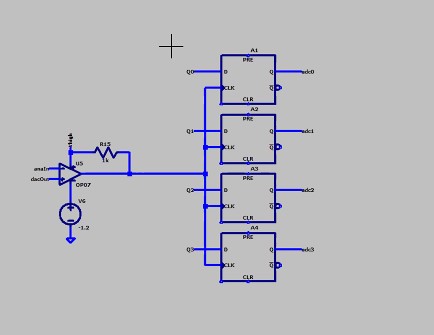 A1
PRE
Q0 D Q adc0
CLK Q
CLR
A2
PRE
Q1 D Q adc1
CLK Q
CLR
R15
1k
U5
anain
dacOut
OP07
A3
PRE
Q2 D Q adc2
CLK Q
CLR
V6
-1.2
A4
PRE
Q3 D Q adc3
CLK Q
CLR